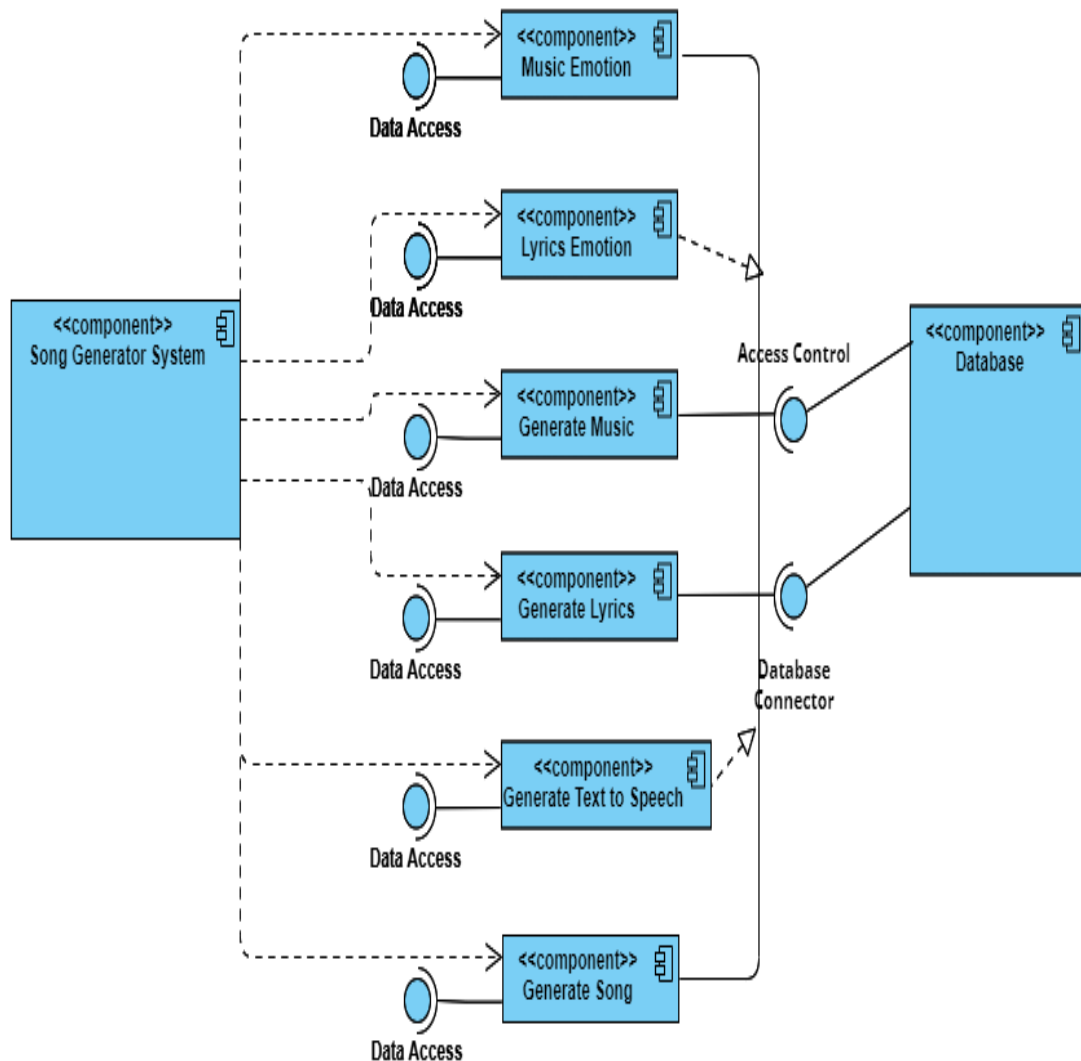 <<component>>
Music Emotion
Data Access
<<component>>
Lyrics Emotion
Data Access
<<component>>
Song Generator System
<<component>>
Generate Music
Data Access
<<component>>
Generate Lyrics
Data Access
<<component>>
Generate Text to Speech
Data Access
<<component>>
Generate Song
Data Access
Access Control
Database
Connector
<<component>>
Database